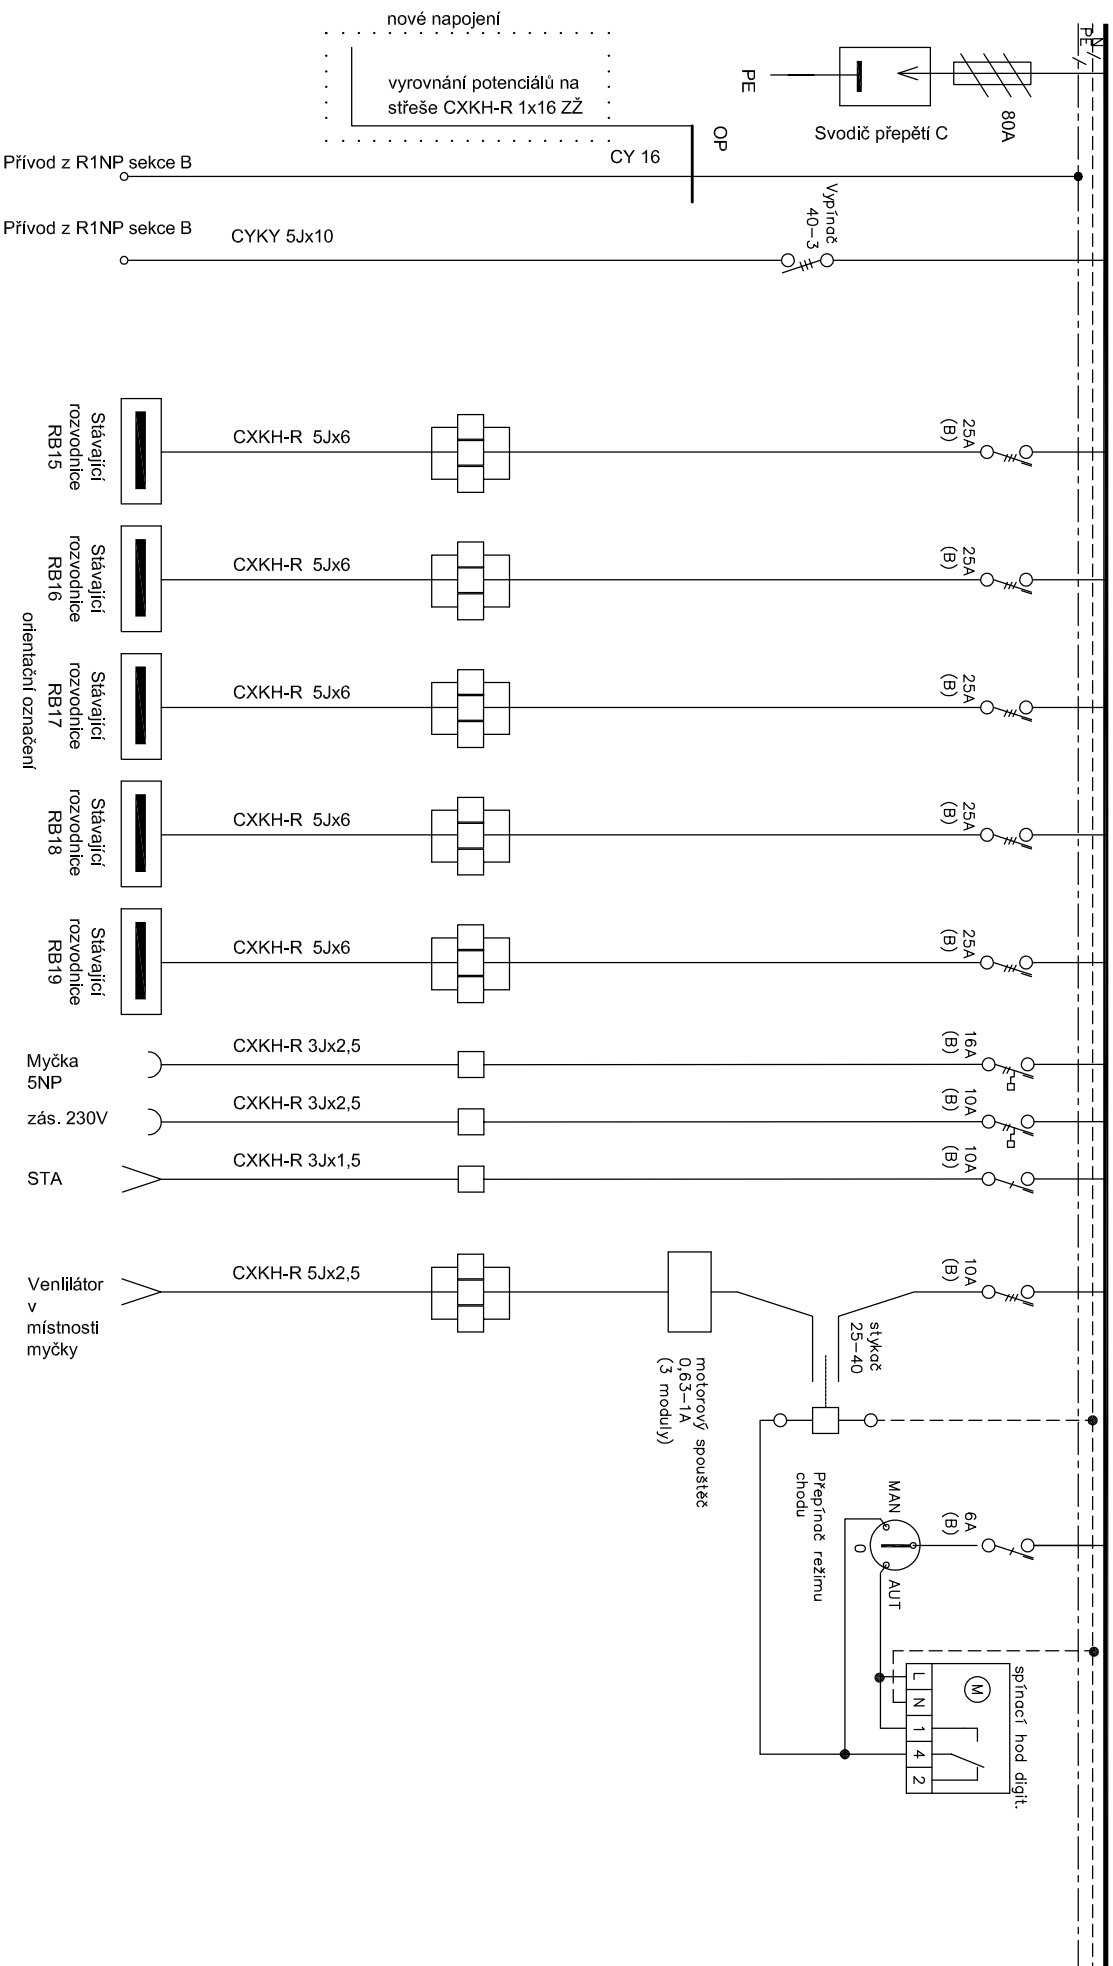 nové napojení
vyrovnání potenciálů na
střeše CXKH-R 1x16 ZŽ
PE
Svodič přepětí C
80A
N
PE
OP
CY 16
Přívod z R1NP sekce B
Přívod z R1NP sekce B
CYKY 5Jx10
Vypínač
40-3
Stávající
rozvodnice
RB15
CXKH-R 5Jx6
25A
(B)
Stávající
rozvodnice
RB16
CXKH-R 5Jx6
25A
(B)
orientační označení
Stávající
rozvodnice
RB17
CXKH-R 5Jx6
25A
(B)
Stávající
rozvodnice
RB18
CXKH-R 5Jx6
25A
(B)
Stávající
rozvodnice
RB19
CXKH-R 5Jx6
25A
(B)
Myčka
5NP
CXKH-R 3Jx2,5
16A
(B)
zás. 230V
CXKH-R 3Jx2,5
10A
(B)
STA
CXKH-R 3Jx1,5
10A
(B)
Venlilátor
v
místnosti
myčky
CXKH-R 5Jx2,5
10A
(B)
motorový spouštěč
0,63-1A
(3 moduly)
stykač
25-40
Přepínač režimu
chodu
MAN
0
AUT
6A
(B)
spínací hod digit.
M
L
N
1
4
2